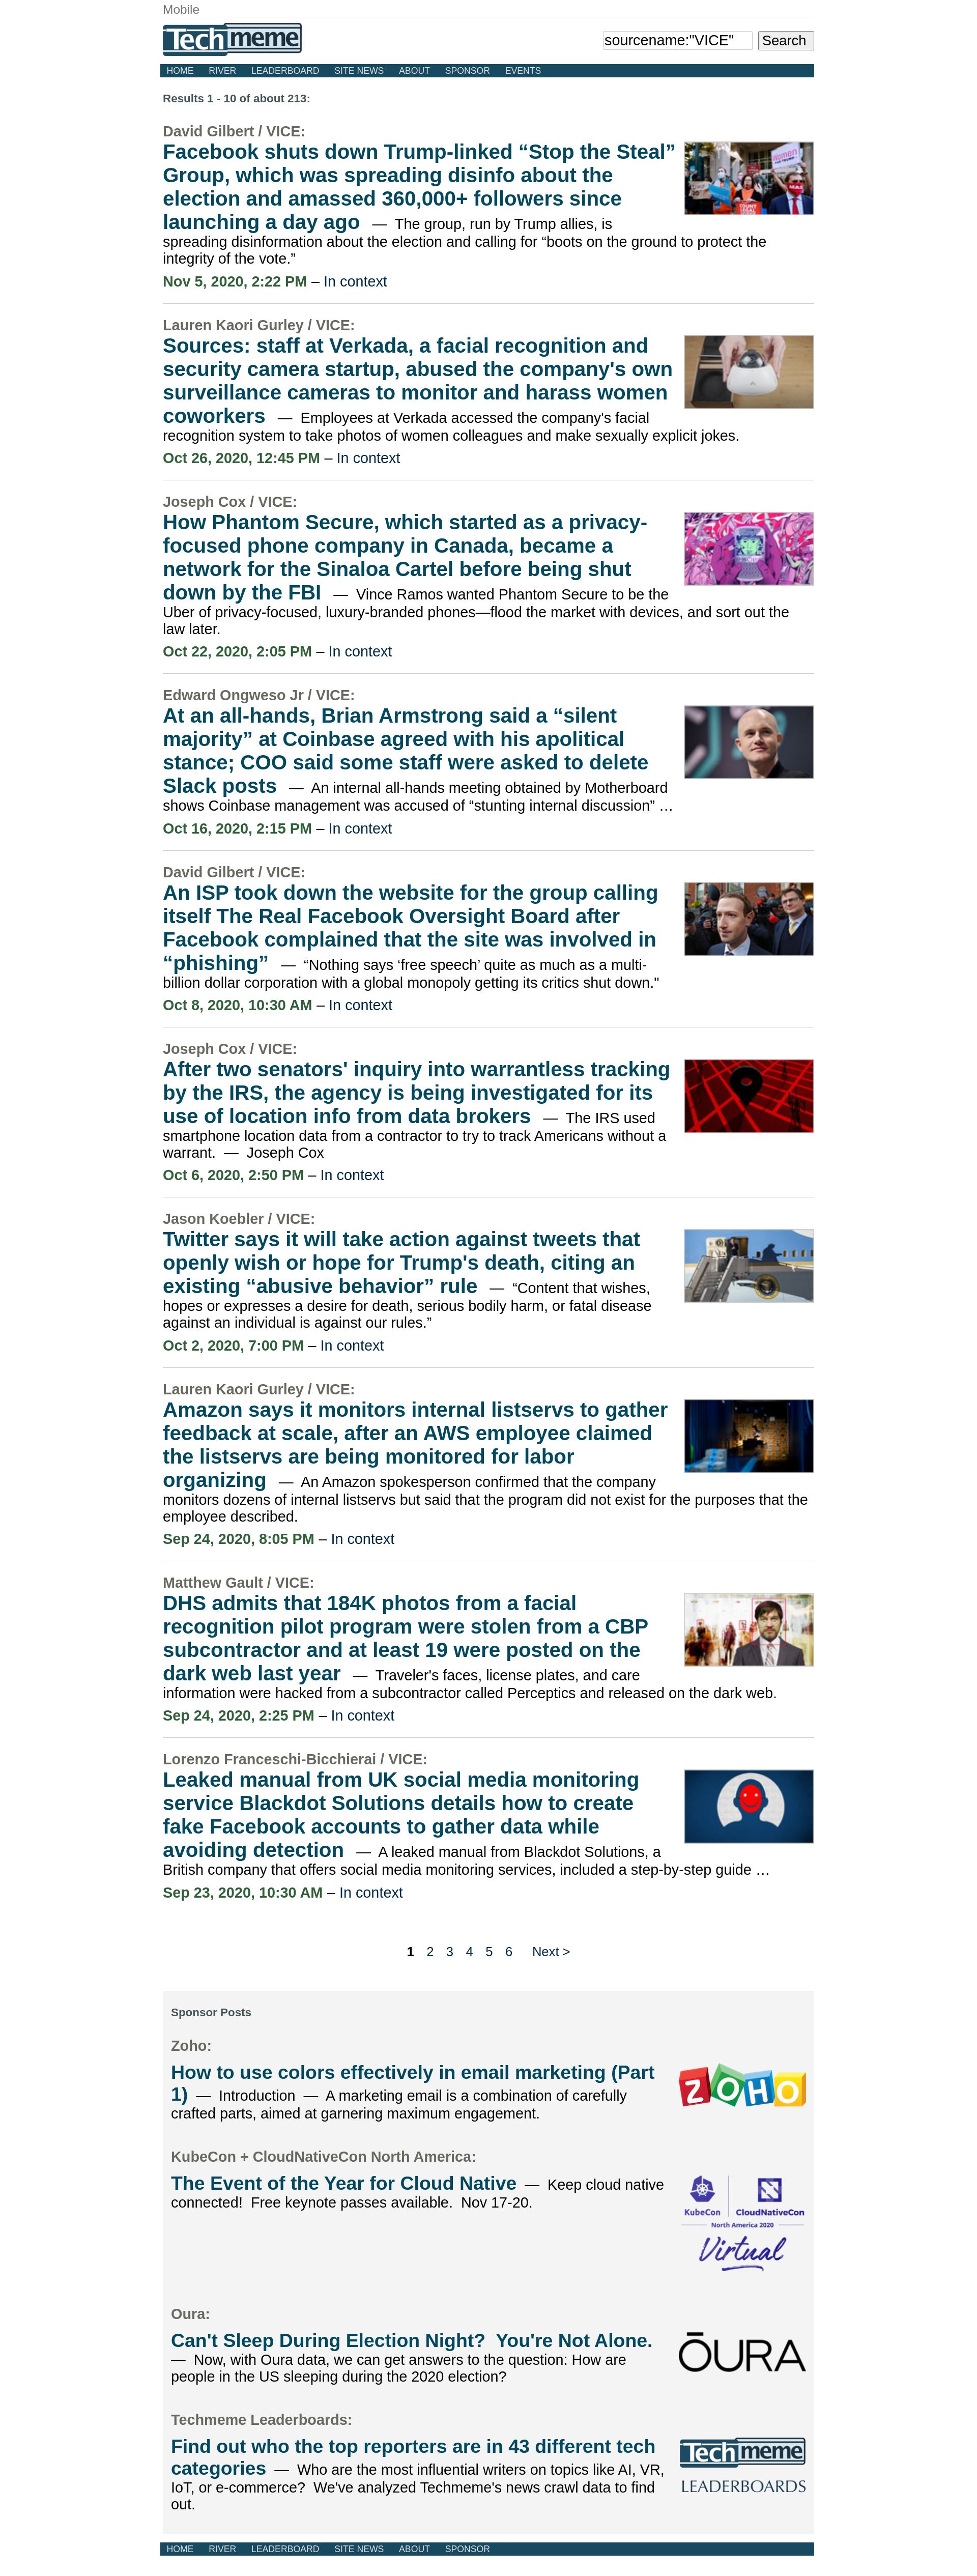 Mobile
Techmeme
sourcename:"VICE"
Search
HOME RIVER LEADERBOARD SITE NEWS ABOUT SPONSOR EVENTS
Results 1 - 10 of about 213:
David Gilbert / VICE:
Facebook shuts down Trump-linked “Stop the Steal”
Group, which was spreading disinfo about the
election and amassed 360,000+ followers since
launching a day ago — The group, run by Trump allies, is
spreading disinformation about the election and calling for “boots on the ground to protect the
integrity of the vote.”
Nov 5, 2020, 2:22 PM – In context
Lauren Kaori Gurley / VICE:
Sources: staff at Verkada, a facial recognition and
security camera startup, abused the company's own
surveillance cameras to monitor and harass women
coworkers — Employees at Verkada accessed the company's facial
recognition system to take photos of women colleagues and make sexually explicit jokes.
Oct 26, 2020, 12:45 PM – In context
Joseph Cox / VICE:
How Phantom Secure, which started as a privacy-
focused phone company in Canada, became a
network for the Sinaloa Cartel before being shut
down by the FBI — Vince Ramos wanted Phantom Secure to be the
Uber of privacy-focused, luxury-branded phones—flood the market with devices, and sort out the
law later.
Oct 22, 2020, 2:05 PM – In context
Edward Ongweso Jr / VICE:
At an all-hands, Brian Armstrong said a “silent
majority” at Coinbase agreed with his apolitical
stance; COO said some staff were asked to delete
Slack posts — An internal all-hands meeting obtained by Motherboard
shows Coinbase management was accused of “stunting internal discussion” …
Oct 16, 2020, 2:15 PM – In context
David Gilbert / VICE:
An ISP took down the website for the group calling
itself The Real Facebook Oversight Board after
Facebook complained that the site was involved in
“phishing” — “Nothing says ‘free speech’ quite as much as a multi-
billion dollar corporation with a global monopoly getting its critics shut down."
Oct 8, 2020, 10:30 AM – In context
Joseph Cox / VICE:
After two senators' inquiry into warrantless tracking
by the IRS, the agency is being investigated for its
use of location info from data brokers — The IRS used
smartphone location data from a contractor to try to track Americans without a
warrant. — Joseph Cox
Oct 6, 2020, 2:50 PM – In context
Jason Koebler / VICE:
Twitter says it will take action against tweets that
openly wish or hope for Trump's death, citing an
existing “abusive behavior” rule — “Content that wishes,
hopes or expresses a desire for death, serious bodily harm, or fatal disease
against an individual is against our rules.”
Oct 2, 2020, 7:00 PM – In context
Lauren Kaori Gurley / VICE:
Amazon says it monitors internal listservs to gather
feedback at scale, after an AWS employee claimed
the listservs are being monitored for labor
organizing — An Amazon spokesperson confirmed that the company
monitors dozens of internal listservs but said that the program did not exist for the purposes that the
employee described.
Sep 24, 2020, 8:05 PM – In context
Matthew Gault / VICE:
DHS admits that 184K photos from a facial
recognition pilot program were stolen from a CBP
subcontractor and at least 19 were posted on the
dark web last year — Traveler's faces, license plates, and care
information were hacked from a subcontractor called Perceptics and released on the dark web.
Sep 24, 2020, 2:25 PM – In context
Lorenzo Franceschi-Bicchierai / VICE:
Leaked manual from UK social media monitoring
service Blackdot Solutions details how to create
fake Facebook accounts to gather data while
avoiding detection — A leaked manual from Blackdot Solutions, a
British company that offers social media monitoring services, included a step-by-step guide …
Sep 23, 2020, 10:30 AM – In context
1 2 3 4 5 6 Next >
Sponsor Posts
Zoho:
How to use colors effectively in email marketing (Part
1) — Introduction — A marketing email is a combination of carefully
crafted parts, aimed at garnering maximum engagement.
ZOHO
KubeCon + CloudNativeCon North America:
The Event of the Year for Cloud Native — Keep cloud native
connected! Free keynote passes available. Nov 17-20.
KubeCon CloudNativeCon
North America 2020
Virtual
Oura:
Can't Sleep During Election Night? You're Not Alone.
— Now, with Oura data, we can get answers to the question: How are
people in the US sleeping during the 2020 election?
ŌURA
Techmeme Leaderboards:
Find out who the top reporters are in 43 different tech
categories — Who are the most influential writers on topics like AI, VR,
IoT, or e-commerce? We've analyzed Techmeme's news crawl data to find
out.
Techmeme
LEADERBOARDS
HOME RIVER LEADERBOARD SITE NEWS ABOUT SPONSOR